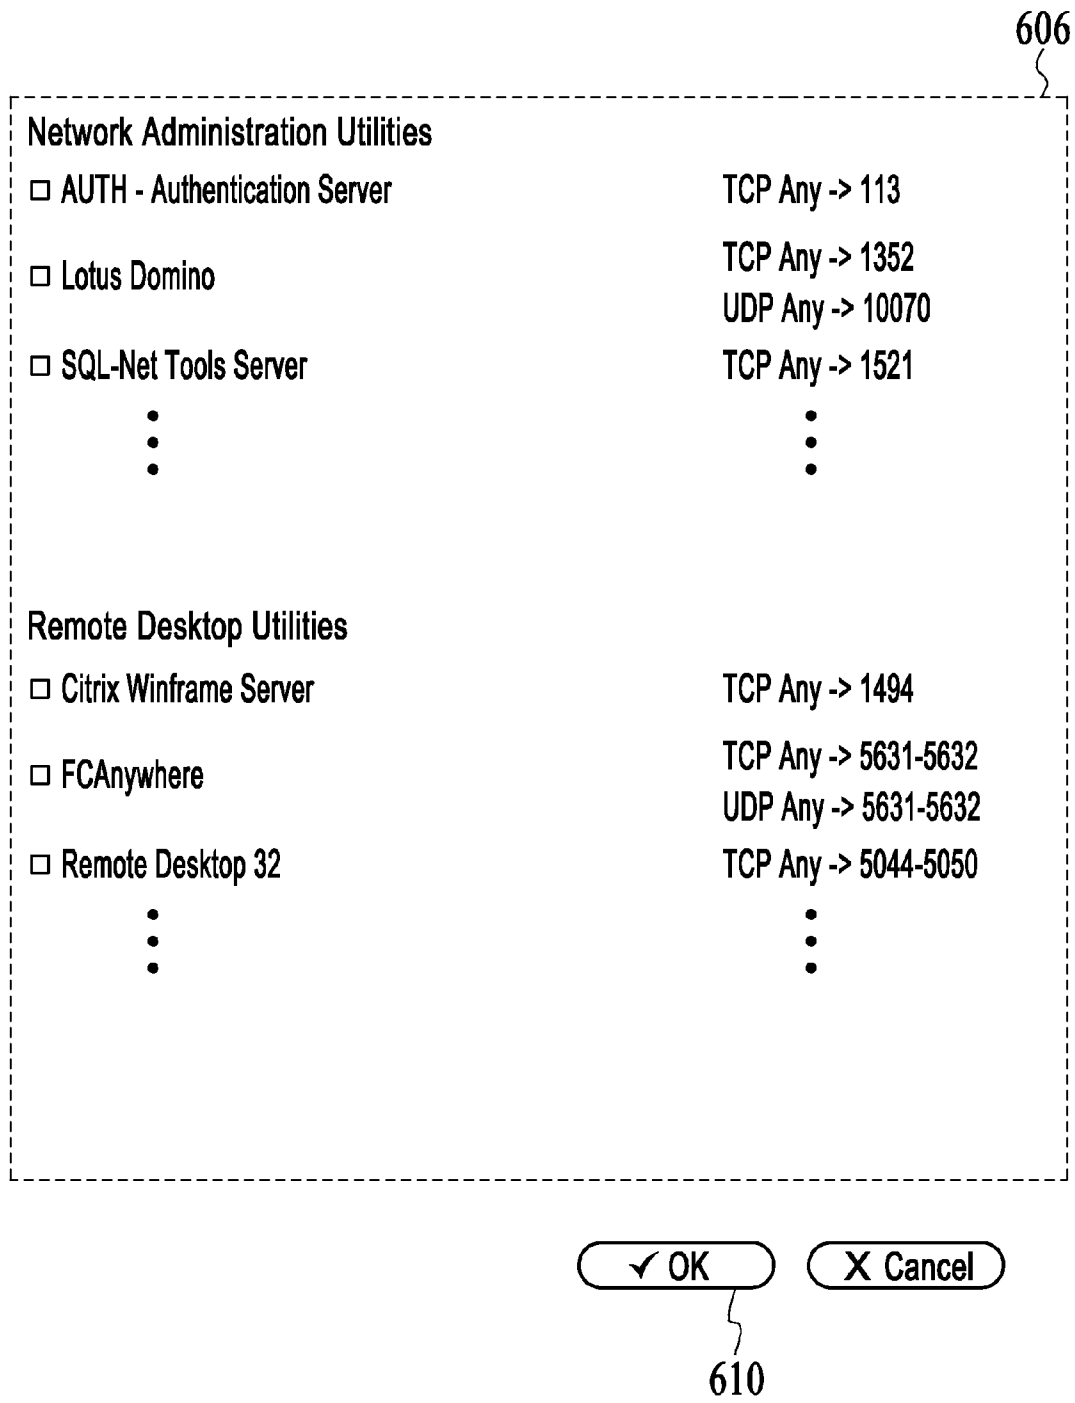 606
Network Administration Utilities
AUTH - Authentication Server TCP Any -> 113
Lotus Domino TCP Any -> 1352
UDP Any -> 10070
SQL-Net Tools Server TCP Any -> 1521
Remote Desktop Utilities
Citrix Winframe Server TCP Any -> 1494
FCAnywhere TCP Any -> 5631-5632
UDP Any -> 5631-5632
Remote Desktop 32 TCP Any -> 5044-5050
✓ OK X Cancel
610